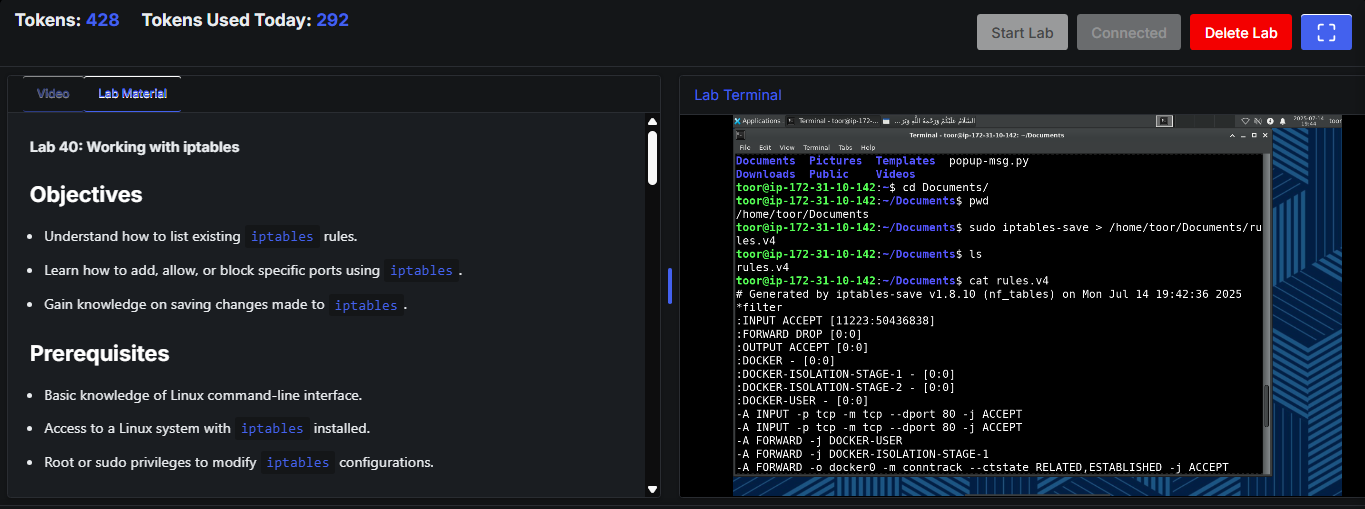 Tokens: 428 Tokens Used Today: 292
Start Lab
Connected
Delete Lab
Video
Lab Material
Lab 40: Working with iptables
Objectives
Understand how to list existing iptables rules.
Learn how to add, allow, or block specific ports using iptables .
Gain knowledge on saving changes made to iptables .
Prerequisites
Basic knowledge of Linux command-line interface.
Access to a Linux system with iptables installed.
Root or sudo privileges to modify iptables configurations.
Lab Terminal
Applications
Terminal - toor@ip-172-...
السَّلَامُ عَلَيْكُمْ وَرَحْمَةُ اللَّهِ وَبَرَ ...
19:44
toor
Terminal - toor@ip-172-31-10-142: ~/Documents
File Edit View Terminal Tabs Help
Documents Pictures Templates popup-msg.py
Downloads Public Videos
toor@ip-172-31-10-142:~$ cd Documents/
toor@ip-172-31-10-142:~/Documents$ pwd
/home/toor/Documents
toor@ip-172-31-10-142:~/Documents$ sudo iptables-save > /home/toor/Documents/ru
les.v4
toor@ip-172-31-10-142:~/Documents$ ls
rules.v4
toor@ip-172-31-10-142:~/Documents$ cat rules.v4
# Generated by iptables-save v1.8.10 (nf_tables) on Mon Jul 14 19:42:36 2025
*filter
:INPUT ACCEPT [11223:50436838]
:FORWARD DROP [0:0]
:OUTPUT ACCEPT [0:0]
:DOCKER - [0:0]
:DOCKER-ISOLATION-STAGE-1 - [0:0]
:DOCKER-ISOLATION-STAGE-2 - [0:0]
:DOCKER-USER - [0:0]
-A INPUT -p tcp -m tcp --dport 80 -j ACCEPT
-A INPUT -p tcp -m tcp --dport 80 -j ACCEPT
-A FORWARD -j DOCKER-USER
-A FORWARD -j DOCKER-ISOLATION-STAGE-1
-A FORWARD -o docker0 -m conntrack --ctstate RELATED,ESTABLISHED -j ACCEPT